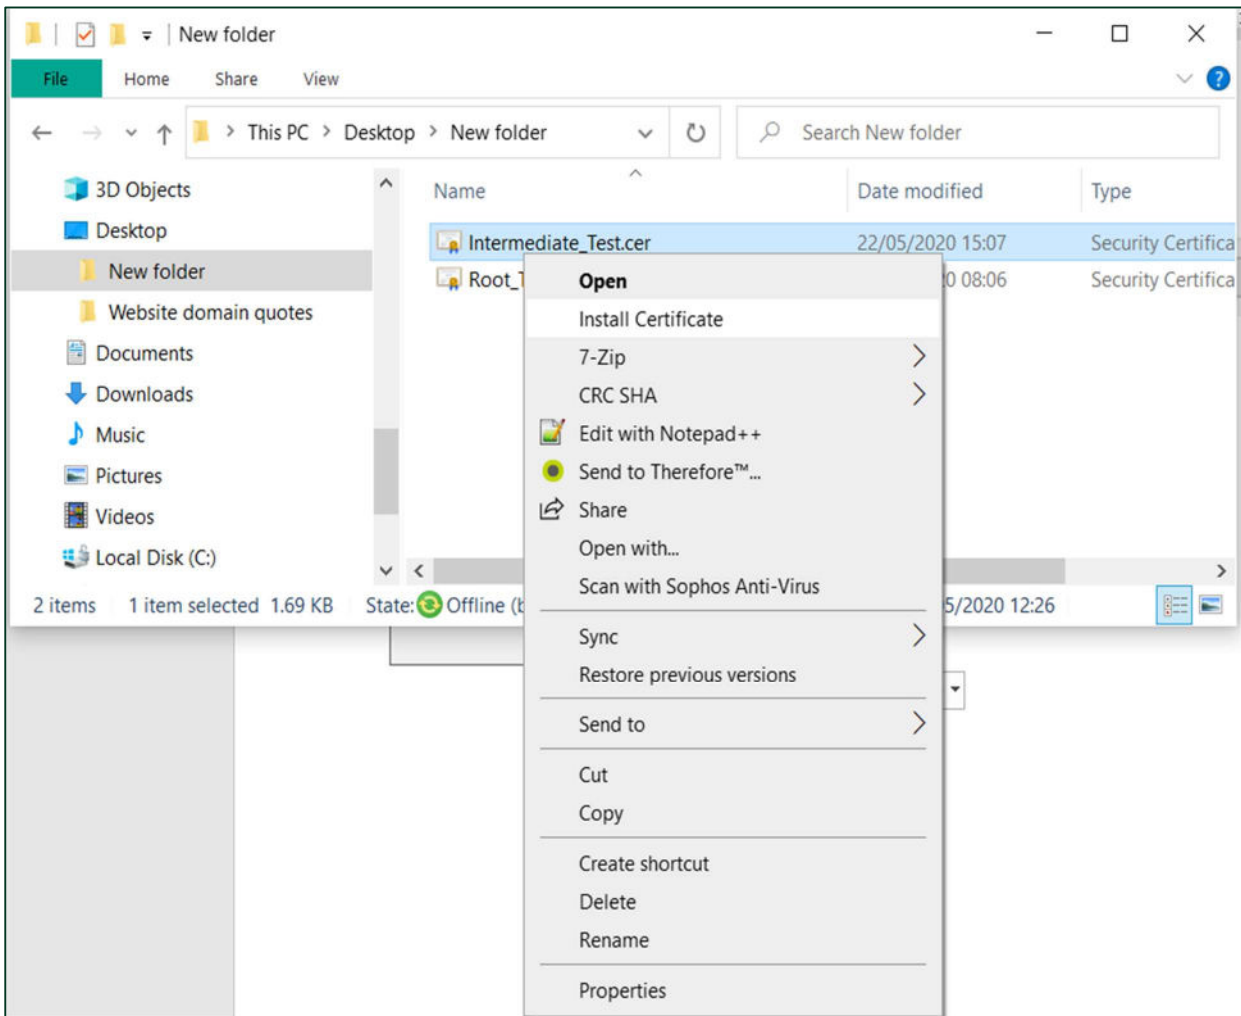 New folder
File Home Share View
This PC > Desktop > New folder
Search New folder
3D Objects
Desktop
New folder
Website domain quotes
Documents
Downloads
Music
Pictures
Videos
Local Disk (C:)
Name Date modified Type
Intermediate_Test.cer 22/05/2020 15:07 Security Certifica
Root_ 0 08:06 Security Certifica
Open
Install Certificate
7-Zip
CRC SHA
Edit with Notepad++
Send to Therefore™...
Share
Open with...
Scan with Sophos Anti-Virus
Sync
Restore previous versions
Send to
Cut
Copy
Create shortcut
Delete
Rename
Properties
2 items 1 item selected 1.69 KB State: Offline ( 5/2020 12:26